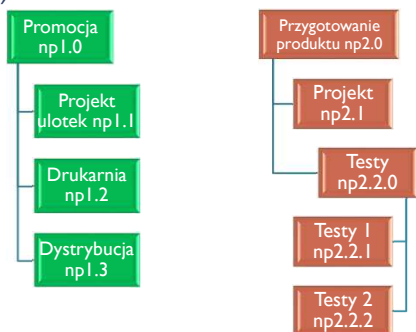 )
Promocja
np1.0
Projekt
ulotek np1.1
Drukarnia
np1.2
Dystrybucja
np1.3
Przygotowanie
produktu np2.0
Projekt
np2.1
Testy
np2.2.0
Testy 1
np2.2.1
Testy 2
np2.2.2